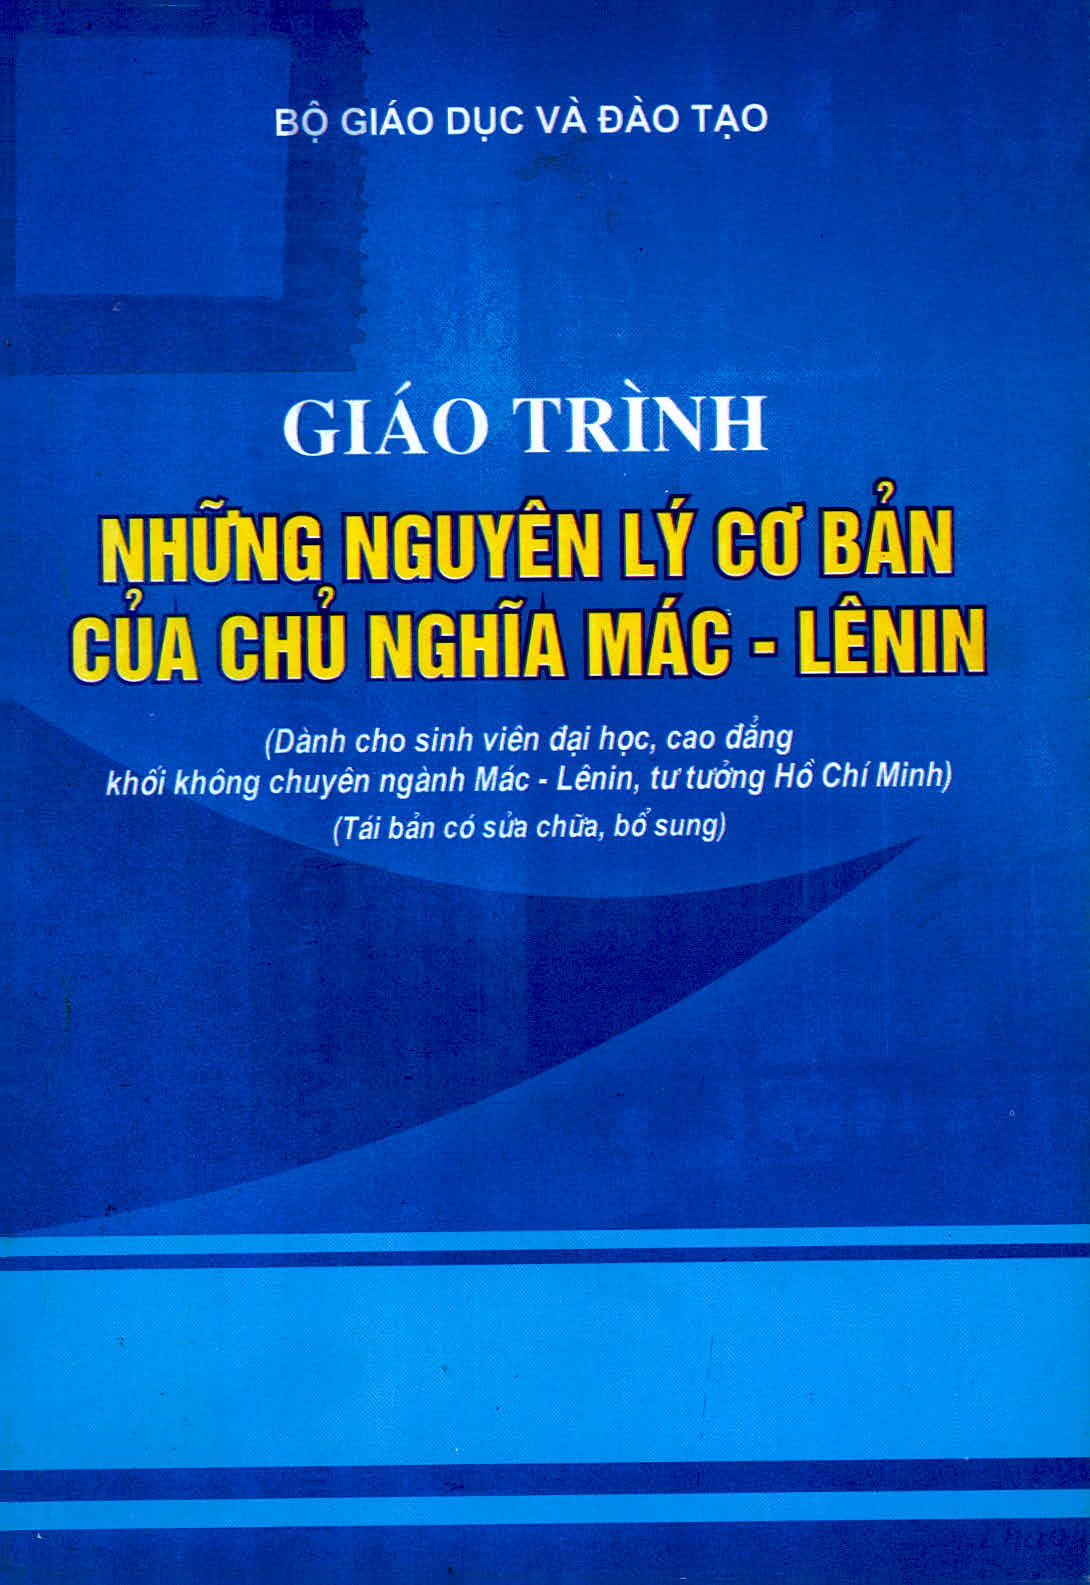 BỘ GIÁO DỤC VÀ ĐÀO TẠO
GIÁO TRÌNH
NHỮNG NGUYÊN LÝ CƠ BẢN
CỦA CHỦ NGHĨA MÁC - LÊNIN
(Dành cho sinh viên đại học, cao đẳng
khối không chuyên ngành Mác - Lênin, tư tưởng Hồ Chí Minh)
(Tái bản có sửa chữa, bổ sung)